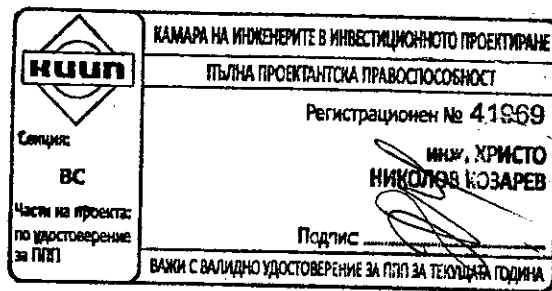 КИИП
Секция:
ВС
Части на проекта:
по удостоверение
за ППП
КАМАРА НА ИНЖЕНЕРИТЕ В ИНВЕСТИЦИОННОТО ПРОЕКТИРАНЕ
ПЪЛНА ПРОЕКТАНТСКА ПРАВОСПОСОБНОСТ
Регистрационен № 41969
инж. ХРИСТО
НИКОЛОВ КОЗАРЕВ
Подпис
ВАЖИ С ВАЛИДНО УДОСТОВЕРЕНИЕ ЗА ППП ЗА ТЕКУЩАТА ГОДИНА